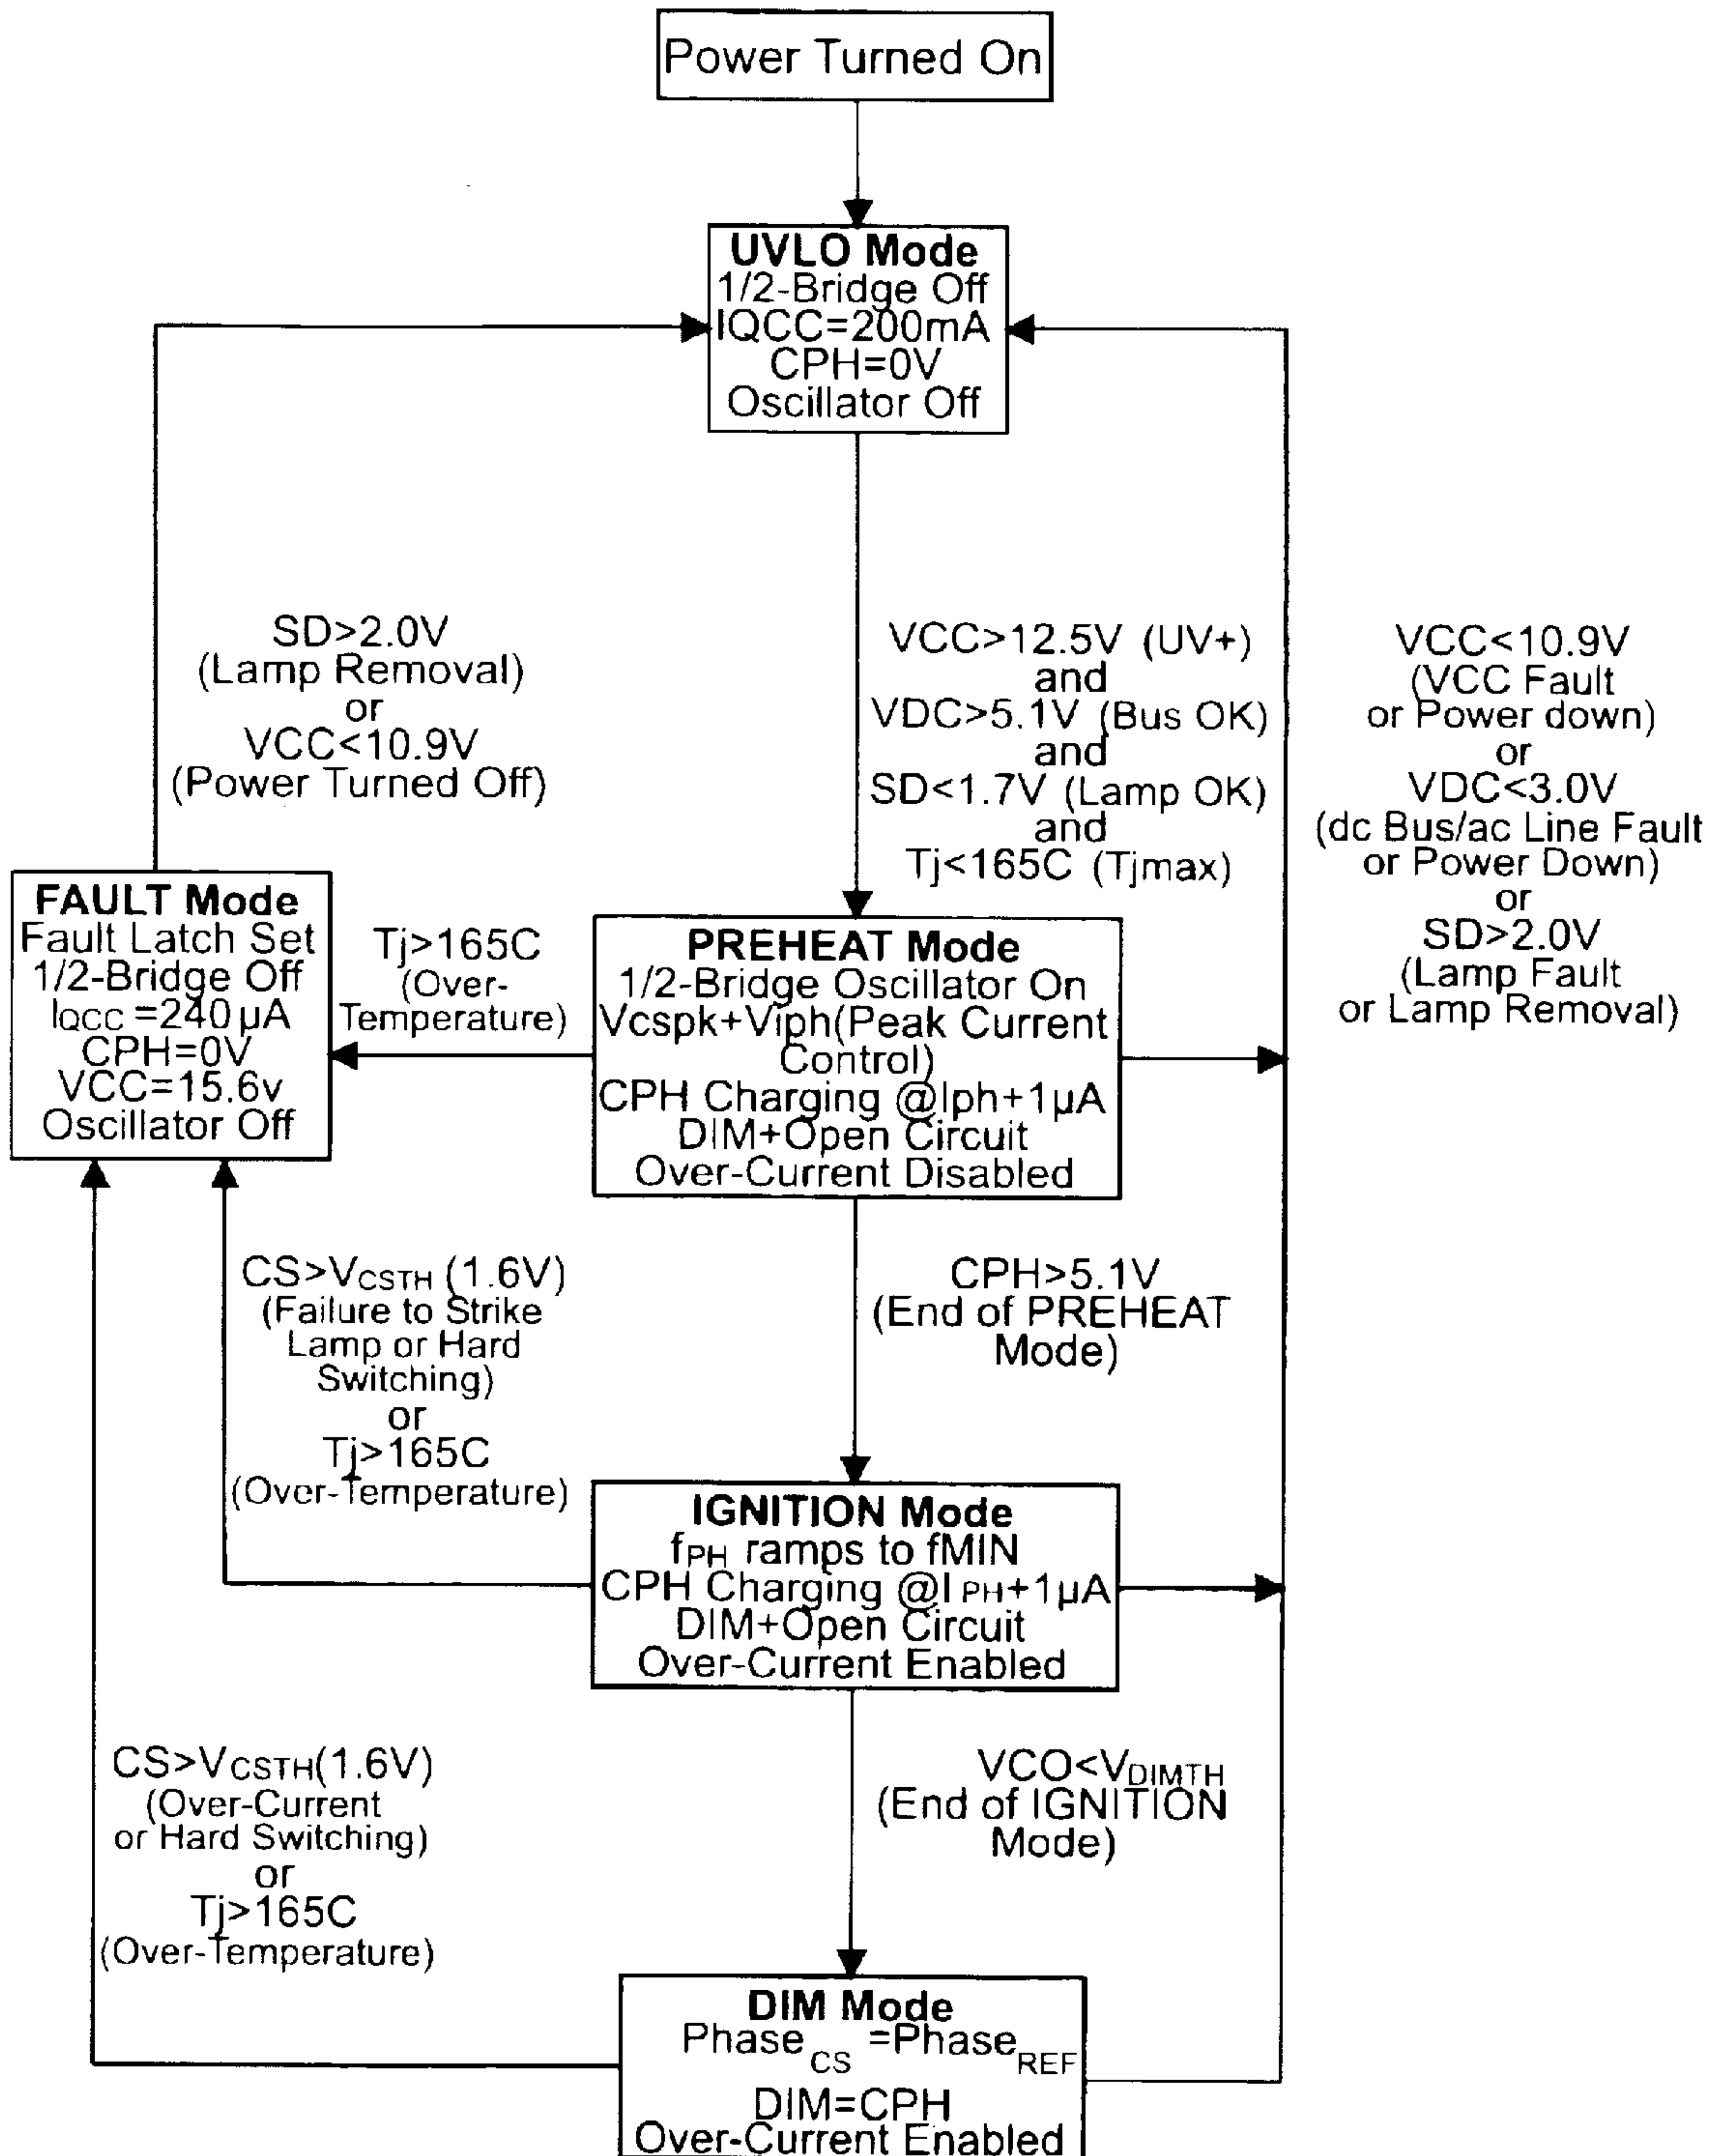 Power Turned On
UVLO Mode
1/2-Bridge Off
IQCC=200mA
CPH=0V
Oscillator Off
SD>2.0V
(Lamp Removal)
or
VCC<10.9V
(Power Turned Off)
VCC>12.5V (UV+)
and
VDC>5.1V (Bus OK)
and
SD<1.7V (Lamp OK)
and
Tj<165C (Tjmax)
VCC<10.9V
(VCC Fault
or Power down)
or
VDC<3.0V
(dc Bus/ac Line Fault
or Power Down)
or
SD>2.0V
(Lamp Fault
or Lamp Removal)
FAULT Mode
Fault Latch Set
1/2-Bridge Off
IQCC =240 µA
CPH=0V
VCC=15.6v
Oscillator Off
Tj>165C
(Over-
Temperature)
PREHEAT Mode
1/2-Bridge Oscillator On
Vcspk+Viph(Peak Current
Control)
CPH Charging @Iph+1µA
DIM+Open Circuit
Over-Current Disabled
CS>VCSTH (1.6V)
(Failure to Strike
Lamp or Hard
Switching)
or
Tj>165C
(Over-Temperature)
CPH>5.1V
(End of PREHEAT
Mode)
IGNITION Mode
fPH ramps to fMIN
CPH Charging @I PH+1µA
DIM+Open Circuit
Over-Current Enabled
CS>VCSTH(1.6V)
(Over-Current
or Hard Switching)
or
Tj>165C
(Over-Temperature)
VCO<VDIMTH
(End of IGNITION
Mode)
DIM Mode
PhaseCS =PhaseREF
DIM=CPH
Over-Current Enabled